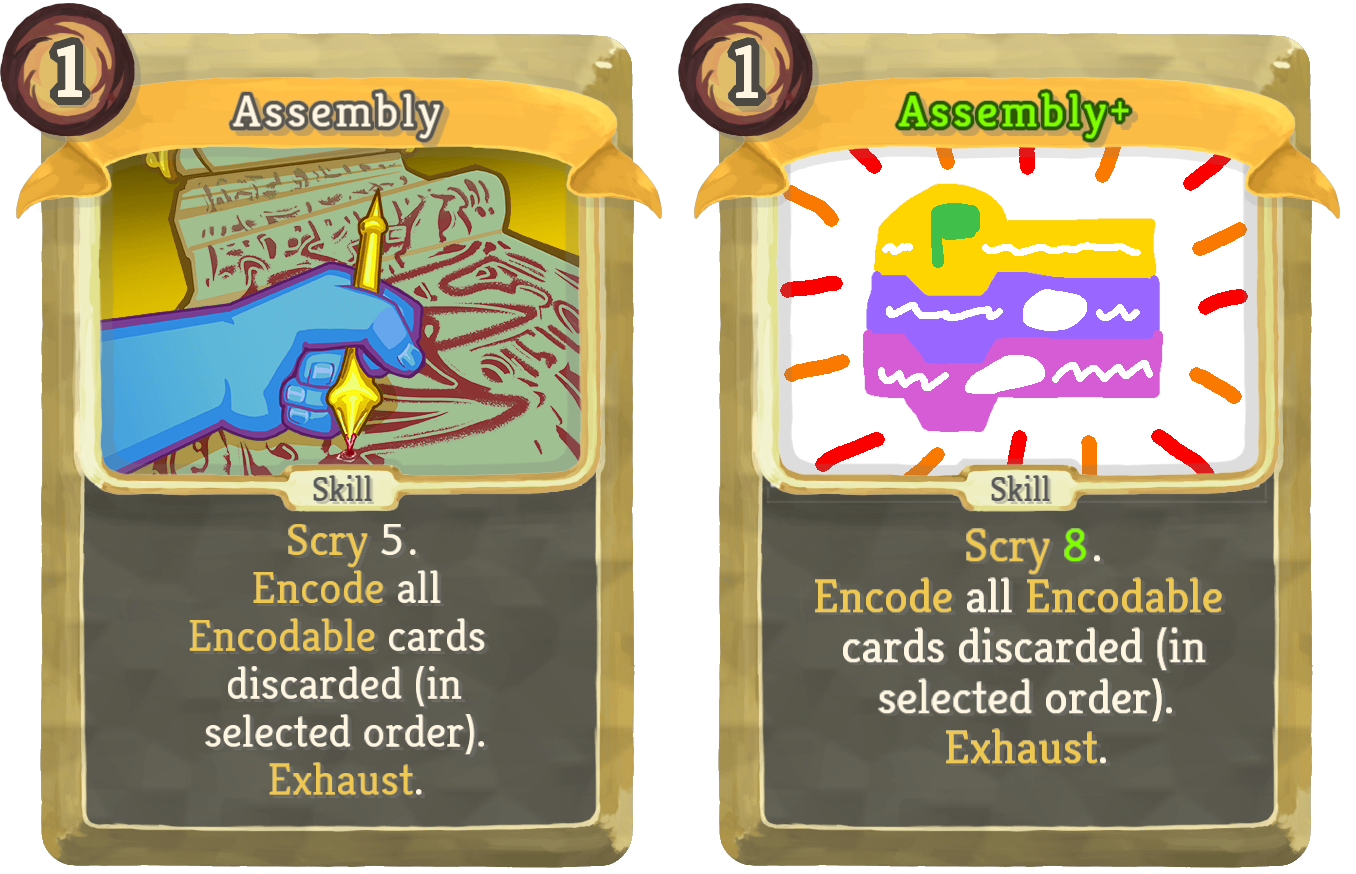 1
Assembly
Skill
Scry 5.
Encode all
Encodable cards
discarded (in
selected order).
Exhaust.
1
Assembly+
Skill
Scry 8.
Encode all Encodable
cards discarded (in
selected order).
Exhaust.